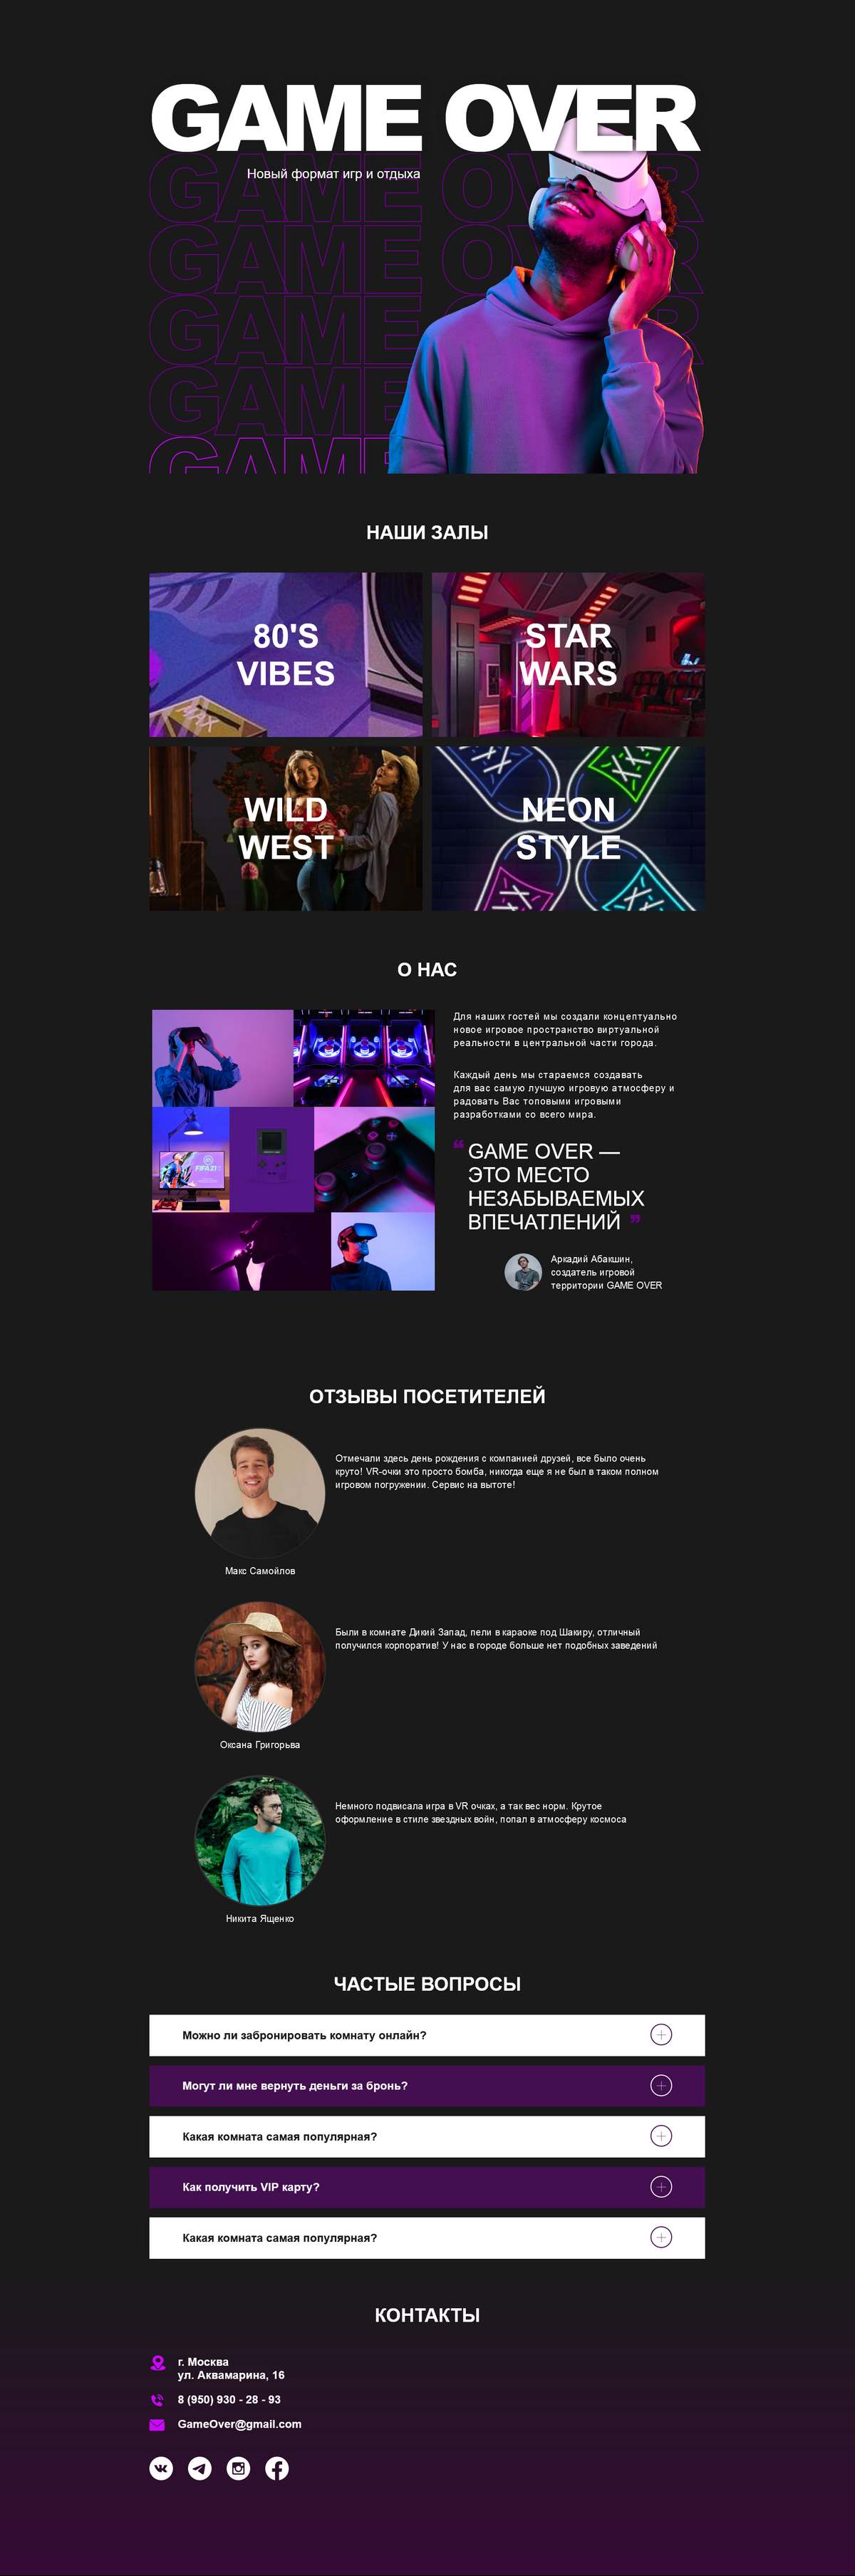 GAME OVER
Новый формат игр и отдыха
GAME OVER
GAME OVER
GAME
GAME
GAME
НАШИ ЗАЛЫ
80'S
VIBES
STAR
WARS
WILD
WEST
NEON
STYLE
О НАС
Для наших гостей мы создали концептуально
новое игровое пространство виртуальной
реальности в центральной части города.
Каждый день мы стараемся создавать
для вас самую лучшую игровую атмосферу и
радовать Вас топовыми игровыми
разработками со всего мира.
“ GAME OVER —
ЭТО МЕСТО
НЕЗАБЫВАЕМЫХ
ВПЕЧАТЛЕНИЙ ”
FIFA 21
Аркадий Абакшин,
создатель игровой
территории GAME OVER
ОТЗЫВЫ ПОСЕТИТЕЛЕЙ
Отмечали здесь день рождения с компанией друзей, все было очень
круто! VR-очки это просто бомба, никогда еще я не был в таком полном
игровом погружении. Сервис на вытоте!
Макс Самойлов
Были в комнате Дикий Запад, пели в караоке под Шакиру, отличный
получился корпоратив! У нас в городе больше нет подобных заведений
Оксана Григорьва
Немного подвисала игра в VR очках, а так вес норм. Крутое
оформление в стиле звездных войн, попал в атмосферу космоса
Никита Ященко
ЧАСТЫЕ ВОПРОСЫ
Можно ли забронировать комнату онлайн?
Могут ли мне вернуть деньги за бронь?
Какая комната самая популярная?
Как получить VIP карту?
Какая комната самая популярная?
КОНТАКТЫ
г. Москва
ул. Аквамарина, 16
8 (950) 930 - 28 - 93
GameOver@gmail.com